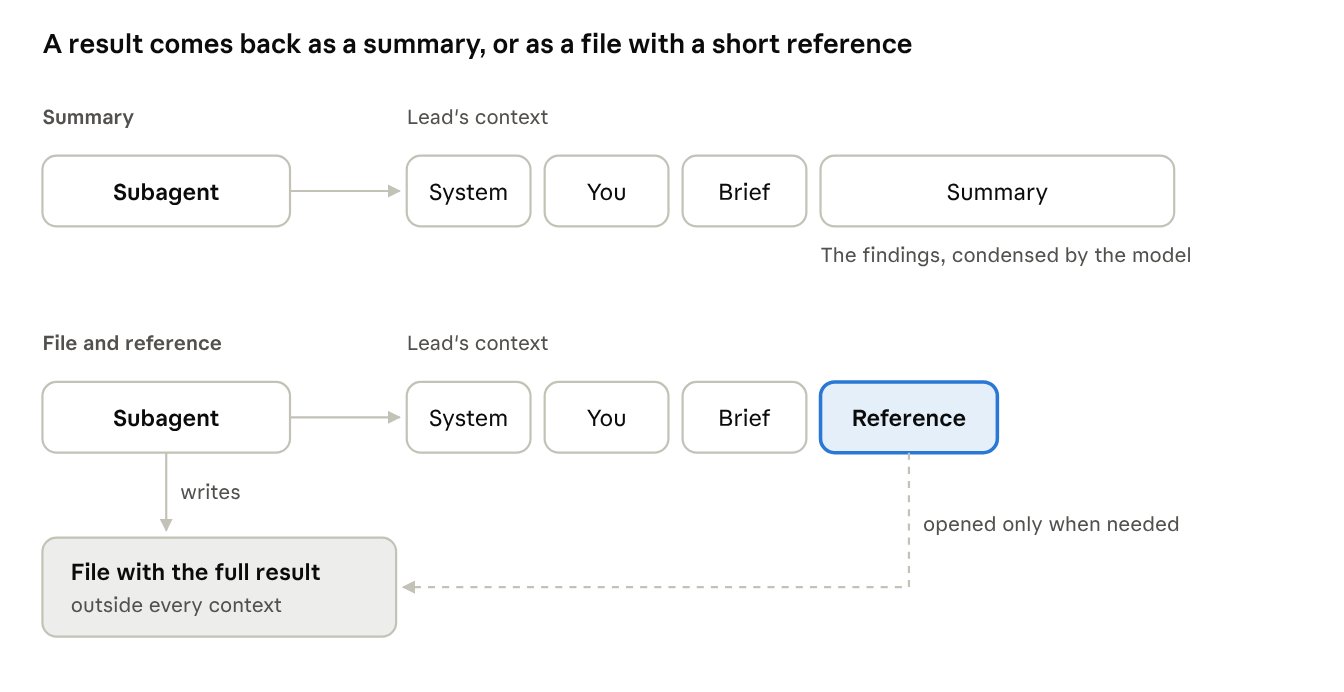 A result comes back as a summary, or as a file with a short reference
Summary
Lead's context
Subagent
System
You
Brief
Summary
The findings, condensed by the model
File and reference
Lead's context
Subagent
System
You
Brief
Reference
writes
opened only when needed
File with the full result
outside every context